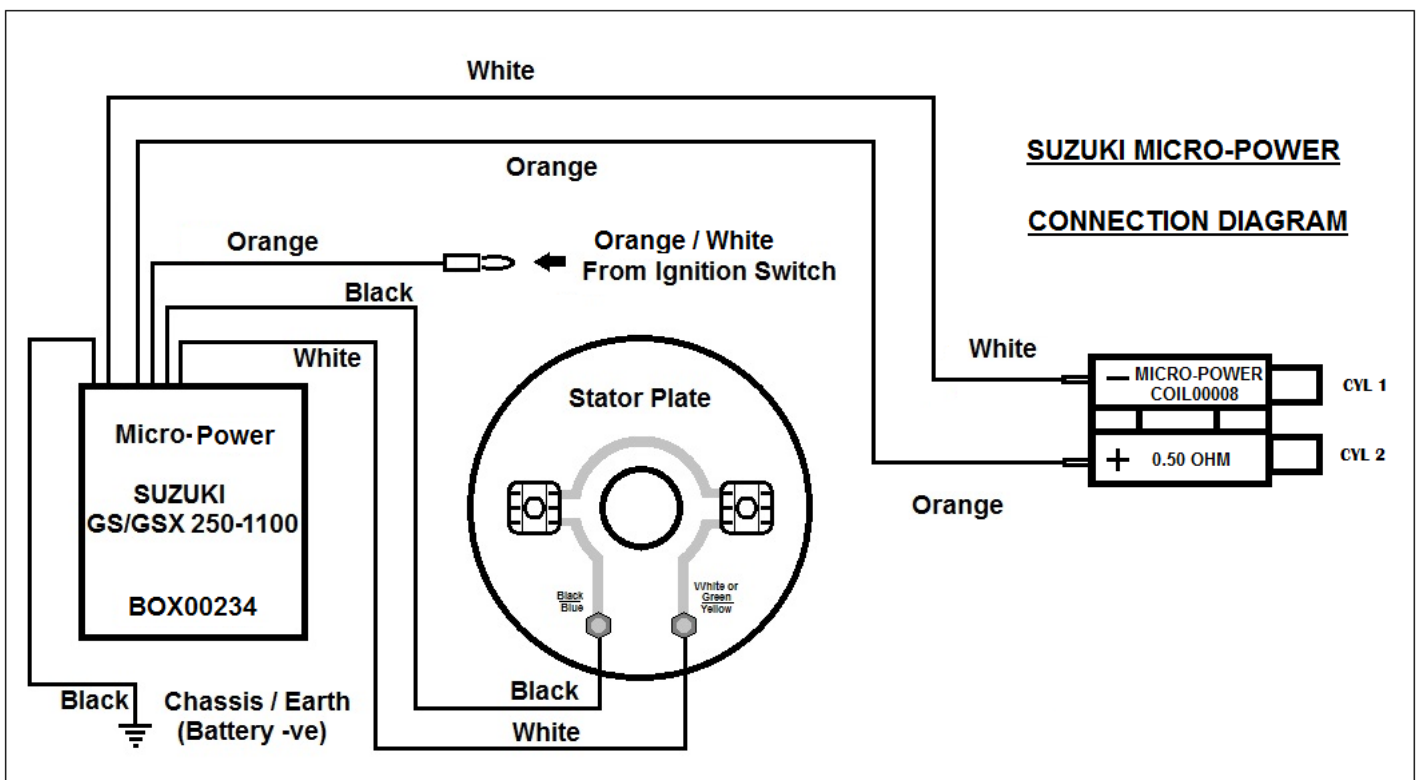 White
Orange
SUZUKI MICRO-POWER
CONNECTION DIAGRAM
Orange
Orange / White
From Ignition Switch
Black
White
White
Stator Plate
MICRO-POWER
COIL00008
CYL 1
+ 0.50 OHM
CYL 2
Orange
Micro-Power
SUZUKI
GS/GSX 250-1100
BOX00234
Black
Blue
White or
Green
Yellow
Black
White
Black
Chassis / Earth
(Battery -ve)